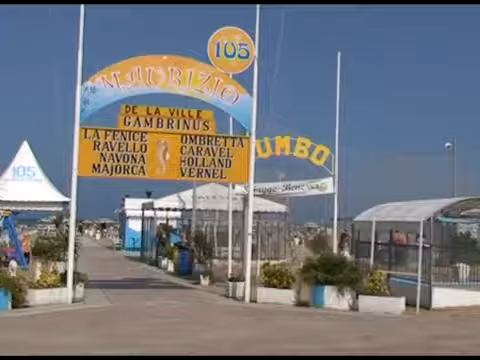 105
MAURIZIO
DE LA VILLE
GAMBRINUS
LA FENICE OMBRETTA
RAVELLO CARAVEL
NAVONA HOLLAND
MAJORCA VERNEL
UMBO
105